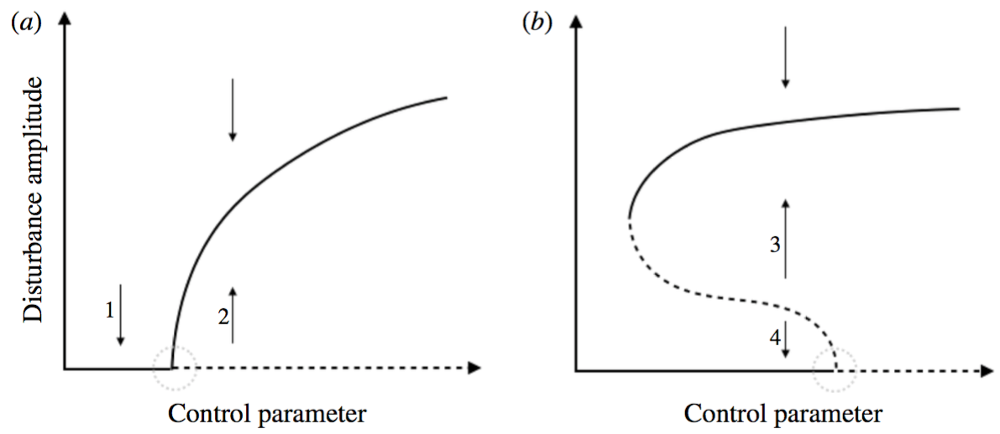 (a)
(b)
Disturbance amplitude
1
2
3
4
Control parameter
Control parameter